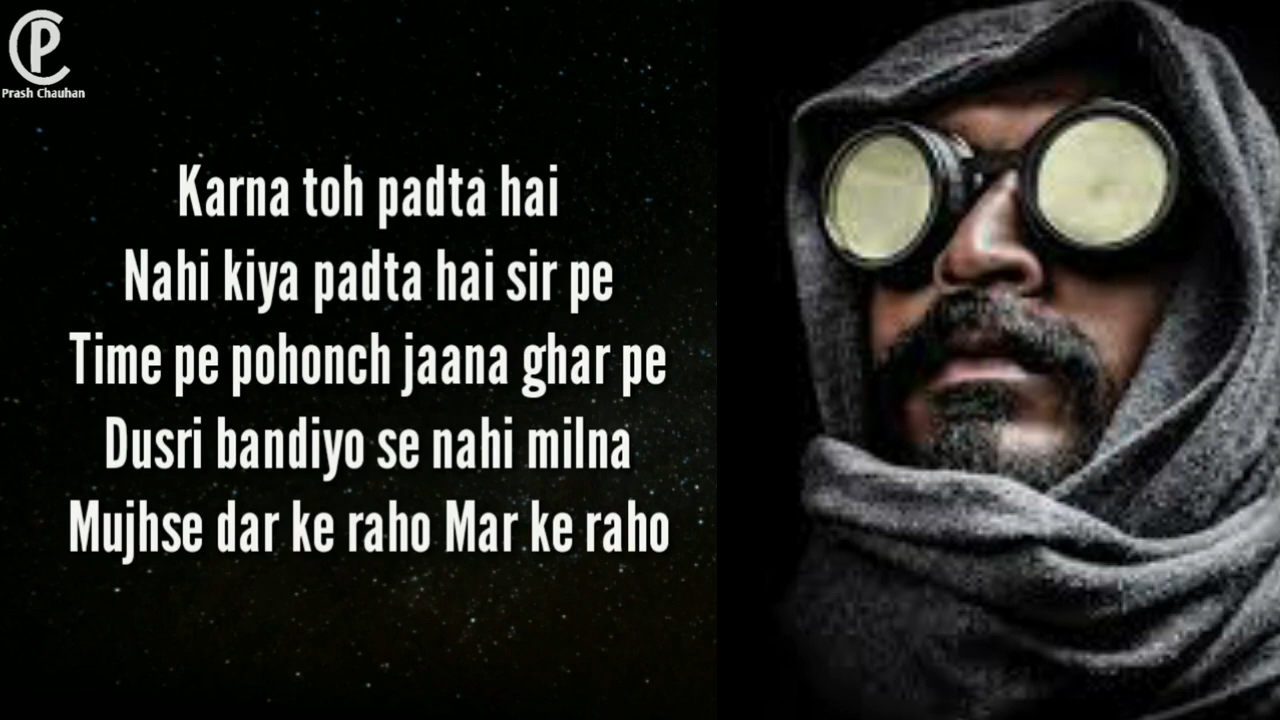 CP
Prash Chauhan
Karna toh padta hai
Nahi kiya padta hai sir pe
Time pe pohonch jaana ghar pe
Dusri bandiyo se nahi milna
Mujhse dar ke raho Mar ke raho